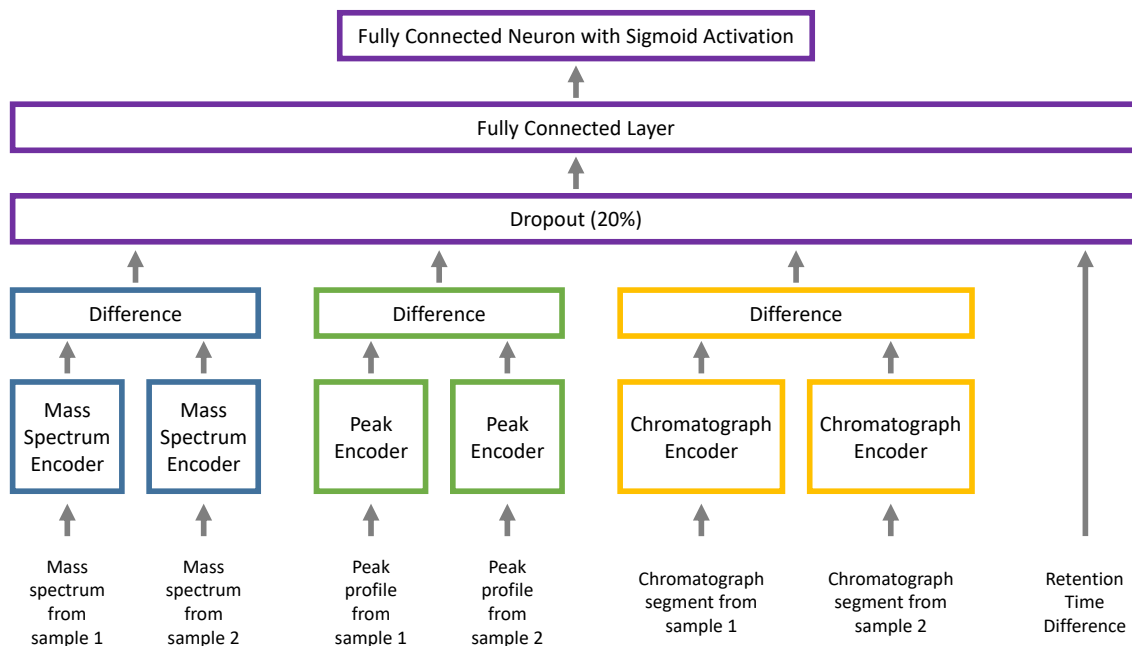 Fully Connected Neuron with Sigmoid Activation
Fully Connected Layer
Dropout (20%)
Difference
Difference
Difference
Mass
Spectrum
Encoder
Mass
Spectrum
Encoder
Peak
Encoder
Peak
Encoder
Chromatograph
Encoder
Chromatograph
Encoder
Mass
spectrum
from
sample 1
Mass
spectrum
from
sample 2
Peak
profile
from
sample 1
Peak
profile
from
sample 2
Chromatograph
segment from
sample 1
Chromatograph
segment from
sample 2
Retention
Time
Difference